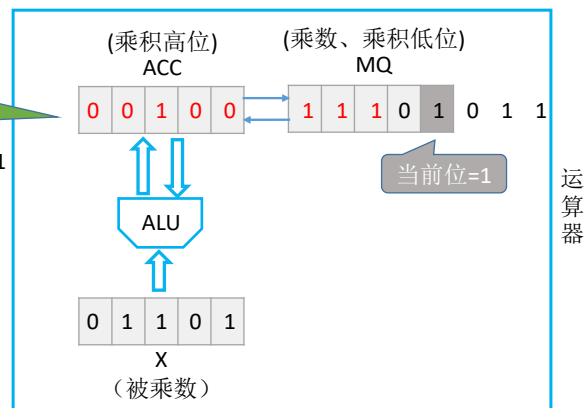 (乘积高位)
ACC
(乘数、乘积低位)
MQ
0 0 1 0 0
1 1 1 0 1 0 1 1
1
当前位=1
ALU
运算器
0 1 1 0 1
X
（被乘数）